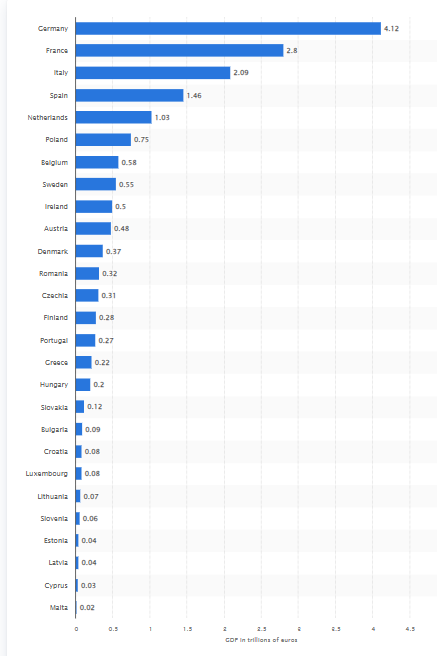 Germany 4.12
France 2.8
Italy 2.09
Spain 1.46
Netherlands 1.03
Poland 0.75
Belgium 0.58
Sweden 0.55
Ireland 0.5
Austria 0.48
Denmark 0.37
Romania 0.32
Czechia 0.31
Finland 0.28
Portugal 0.27
Greece 0.22
Hungary 0.2
Slovakia 0.12
Bulgaria 0.09
Croatia 0.08
Luxembourg 0.08
Lithuania 0.07
Slovenia 0.06
Estonia 0.04
Latvia 0.04
Cyprus 0.03
Malta 0.02
0 0.5 1 1.5 2 2.5 3 3.5 4 4.5
GDP in trillions of euros